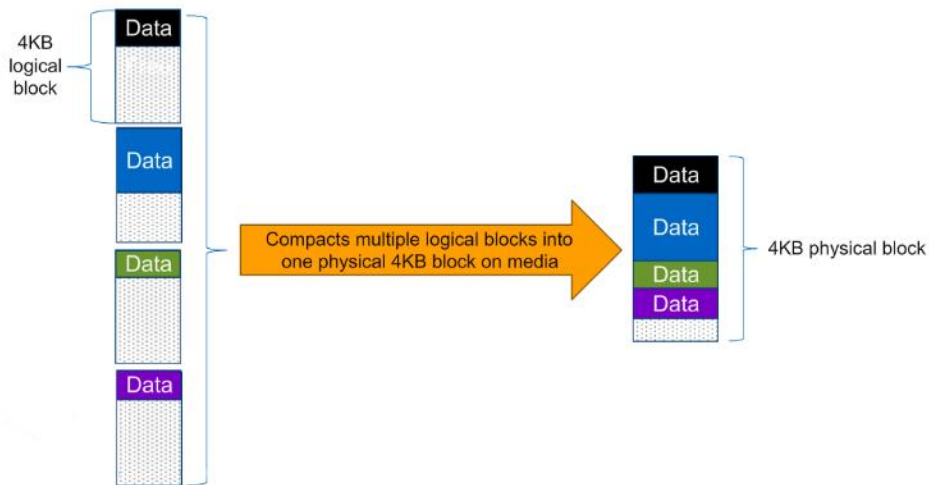 4KB
logical
block
Data
Data
Data
Data
Compacts multiple logical blocks into
one physical 4KB block on media
Data
Data
Data
Data
4KB physical block